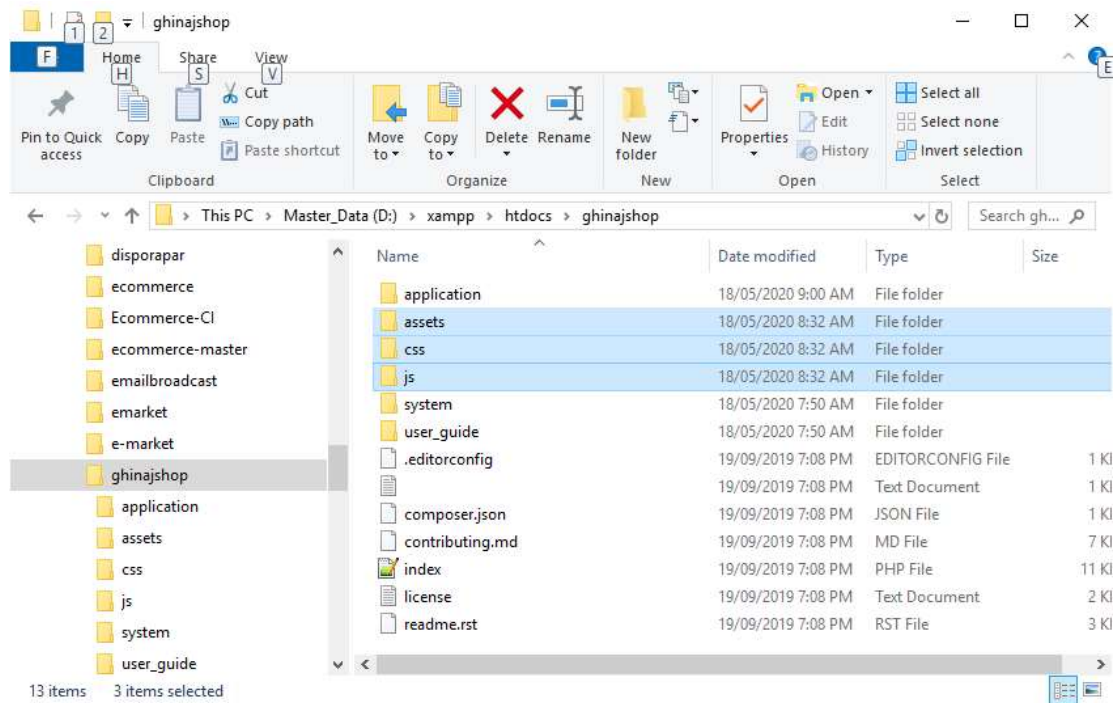 ghinajshop
1 2
F Home Share View
H S V E
Cut
Copy path
Paste shortcut
Pin to Quick access Copy Paste
Clipboard
Move to Copy to Delete Rename
Organize
New folder
New
Properties
Open
Edit
History
Open
Select all
Select none
Invert selection
Select
This PC > Master_Data (D:) > xampp > htdocs > ghinajshop
Search gh...
disporapar
ecommerce
Ecommerce-CI
ecommerce-master
emailbroadcast
emarket
e-market
ghinajshop
application
assets
css
js
system
user_guide
Name Date modified Type Size
application 18/05/2020 9:00 AM File folder
assets 18/05/2020 8:32 AM File folder
css 18/05/2020 8:32 AM File folder
js 18/05/2020 8:32 AM File folder
system 18/05/2020 7:50 AM File folder
user_guide 18/05/2020 7:50 AM File folder
.editorconfig 19/09/2019 7:08 PM EDITORCONFIG File 1 K
19/09/2019 7:08 PM Text Document 1 K
composer.json 19/09/2019 7:08 PM JSON File 1 K
contributing.md 19/09/2019 7:08 PM MD File 7 K
index 19/09/2019 7:08 PM PHP File 11 K
license 19/09/2019 7:08 PM Text Document 2 K
readme.rst 19/09/2019 7:08 PM RST File 3 K
13 items 3 items selected